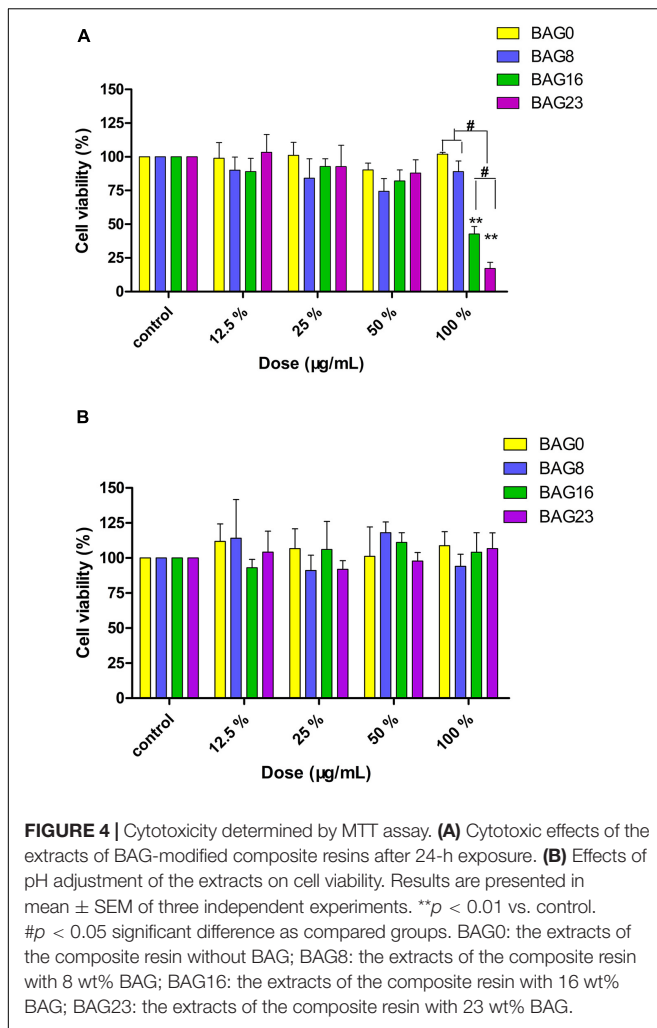 A
BAG0
BAG8
BAG16
BAG23
150
125
100
75
50
25
0
Cell viability (%)
#
#
**
**
control
12.5 %
25 %
50 %
100 %
Dose (µg/mL)
B
BAG0
BAG8
BAG16
BAG23
150
125
100
75
50
25
0
Cell viability (%)
control
12.5 %
25 %
50 %
100 %
Dose (µg/mL)
FIGURE 4 | Cytotoxicity determined by MTT assay. (A) Cytotoxic effects of the
extracts of BAG-modified composite resins after 24-h exposure. (B) Effects of
pH adjustment of the extracts on cell viability. Results are presented in
mean ± SEM of three independent experiments. **p < 0.01 vs. control.
#p < 0.05 significant difference as compared groups. BAG0: the extracts of
the composite resin without BAG; BAG8: the extracts of the composite resin
with 8 wt% BAG; BAG16: the extracts of the composite resin with 16 wt%
BAG; BAG23: the extracts of the composite resin with 23 wt% BAG.